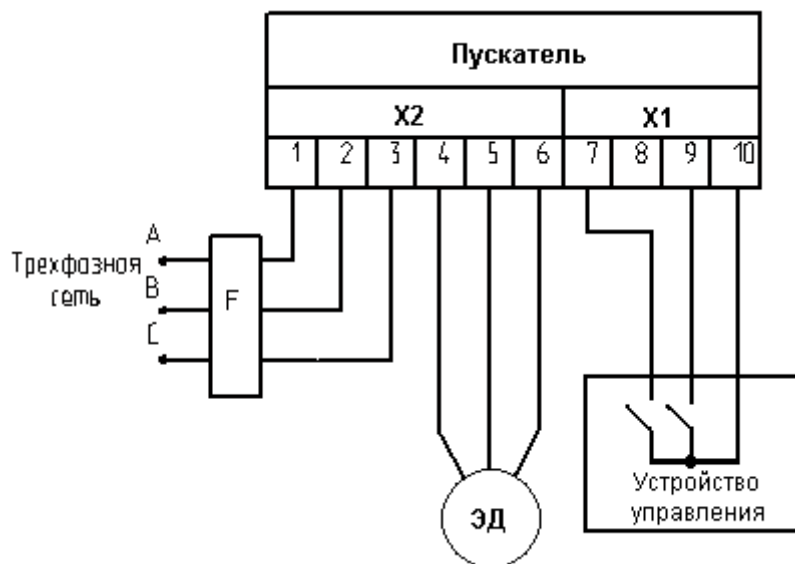 Пускатель
X2 X1
1 2 3 4 5 6 7 8 9 10
A
Трехфазная
B
сеть
F
C
ЭД
Устройство
управления